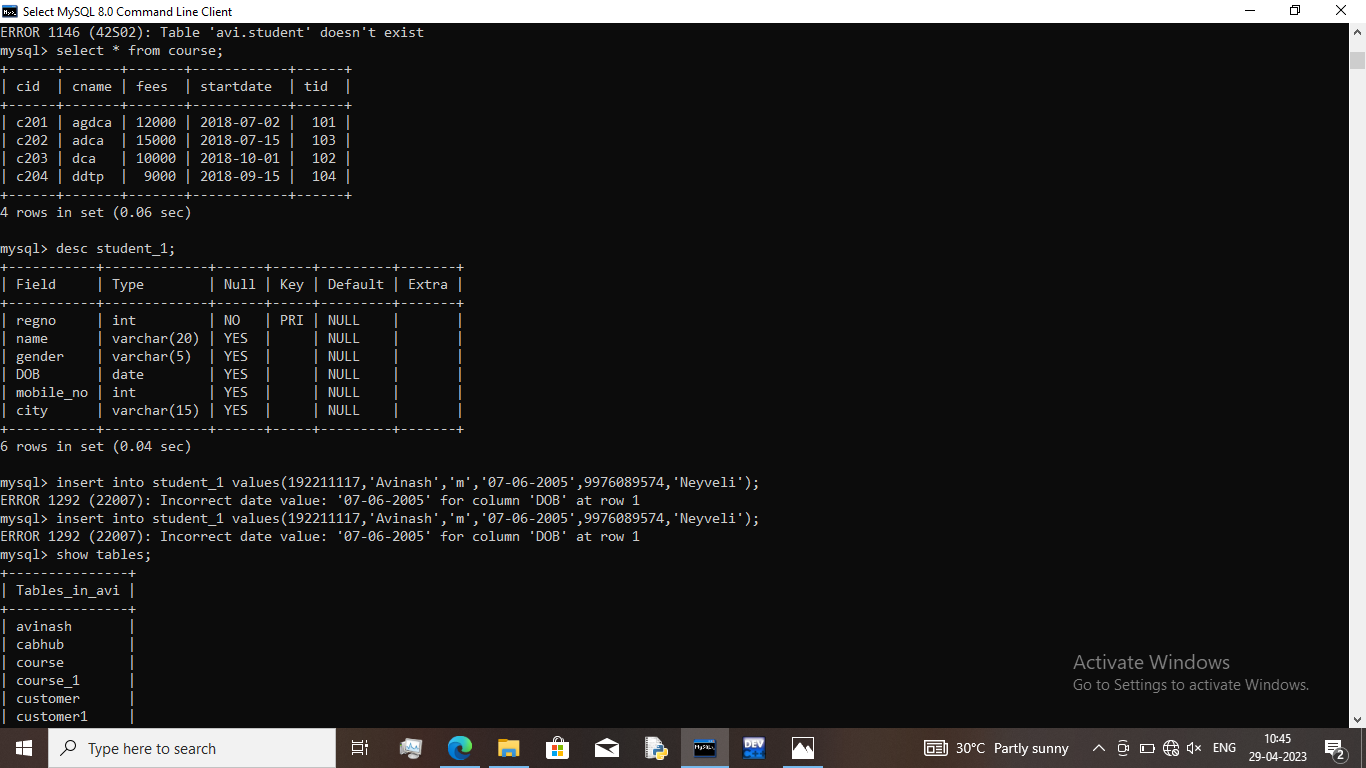 Select MySQL 8.0 Command Line Client
ERROR 1146 (42S02): Table 'avi.student' doesn't exist
mysql> select * from course;
+------+-------+-------+------------+------+
| cid  | cname | fees  | startdate  | tid  |
+------+-------+-------+------------+------+
| c201 | agdca | 12000 | 2018-07-02 |  101 |
| c202 | adca  | 15000 | 2018-07-15 |  103 |
| c203 | dca   | 10000 | 2018-10-01 |  102 |
| c204 | ddtp  |  9000 | 2018-09-15 |  104 |
+------+-------+-------+------------+------+
4 rows in set (0.06 sec)
mysql> desc student_1;
+-----------+-------------+------+-----+---------+-------+
| Field     | Type        | Null | Key | Default | Extra |
+-----------+-------------+------+-----+---------+-------+
| regno     | int         | NO   | PRI | NULL    |       |
| name      | varchar(20) | YES  |     | NULL    |       |
| gender    | varchar(5)  | YES  |     | NULL    |       |
| DOB       | date        | YES  |     | NULL    |       |
| mobile_no | int         | YES  |     | NULL    |       |
| city      | varchar(15) | YES  |     | NULL    |       |
+-----------+-------------+------+-----+---------+-------+
6 rows in set (0.04 sec)
mysql> insert into student_1 values(192211117,'Avinash','m','07-06-2005',9976089574,'Neyveli');
ERROR 1292 (22007): Incorrect date value: '07-06-2005' for column 'DOB' at row 1
mysql> insert into student_1 values(192211117,'Avinash','m','07-06-2005',9976089574,'Neyveli');
ERROR 1292 (22007): Incorrect date value: '07-06-2005' for column 'DOB' at row 1
mysql> show tables;
+---------------+
| Tables_in_avi |
+---------------+
| avinash       |
| cabhub        |
| course        |
| course_1      |
| customer      |
| customer1     |
Activate Windows
Go to Settings to activate Windows.
Type here to search
MySQL
DEV
30°C Partly sunny
ENG
10:45
29-04-2023
2